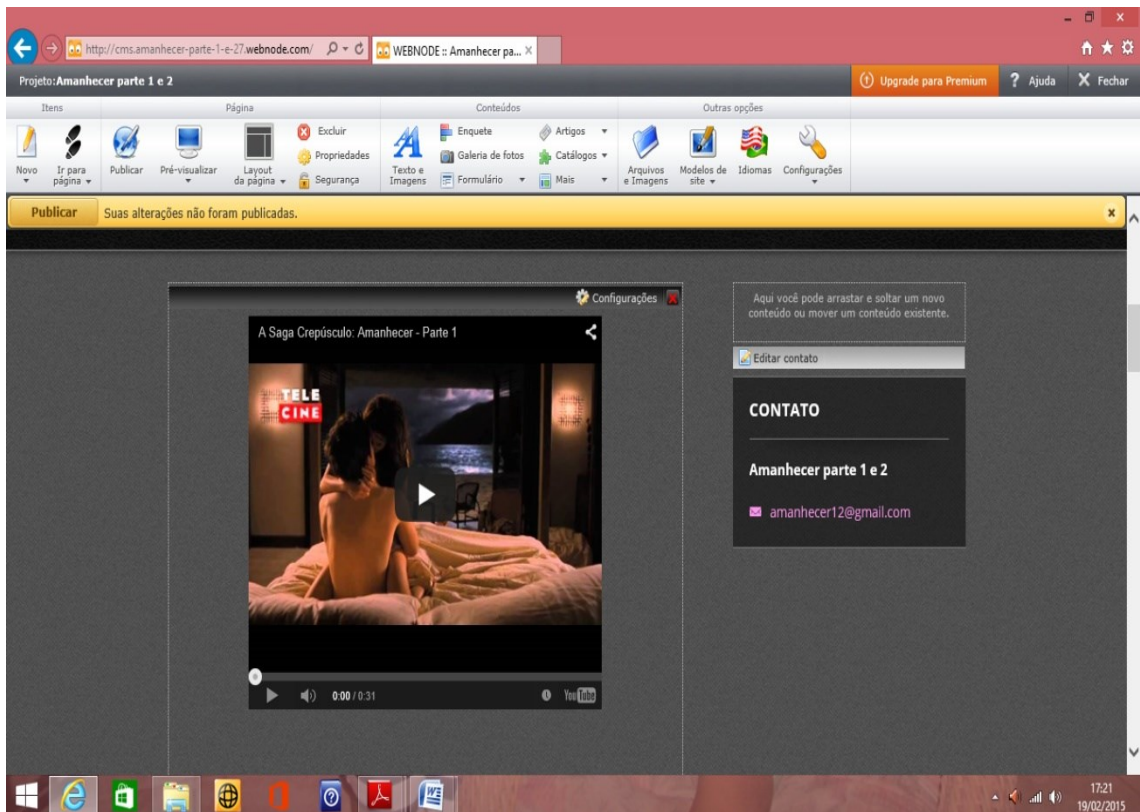 http://cms.amanhecer-parte-1-e-27.webnode.com/
WEBNODE :: Amanhecer pa...
Projeto:Amanhecer parte 1 e 2
Upgrade para Premium
? Ajuda
X Fechar
Itens
Página
Conteúdos
Outras opções
Novo
Ir para página
Publicar
Pré-visualizar
Layout da página
Excluir
Propriedades
Segurança
Texto e Imagens
Enquete
Galeria de fotos
Formulário
Artigos
Catálogos
Mais
Arquivos e Imagens
Modelos de site
Idiomas
Configurações
Publicar
Suas alterações não foram publicadas.
Configurações
A Saga Crepúsculo: Amanhecer - Parte 1
TELE
CINE
0:00 / 0:31
YouTube
Aqui você pode arrastar e soltar um novo
conteúdo ou mover um conteúdo existente.
Editar contato
CONTATO
Amanhecer parte 1 e 2
amanhecer12@gmail.com
17:21
19/02/2015